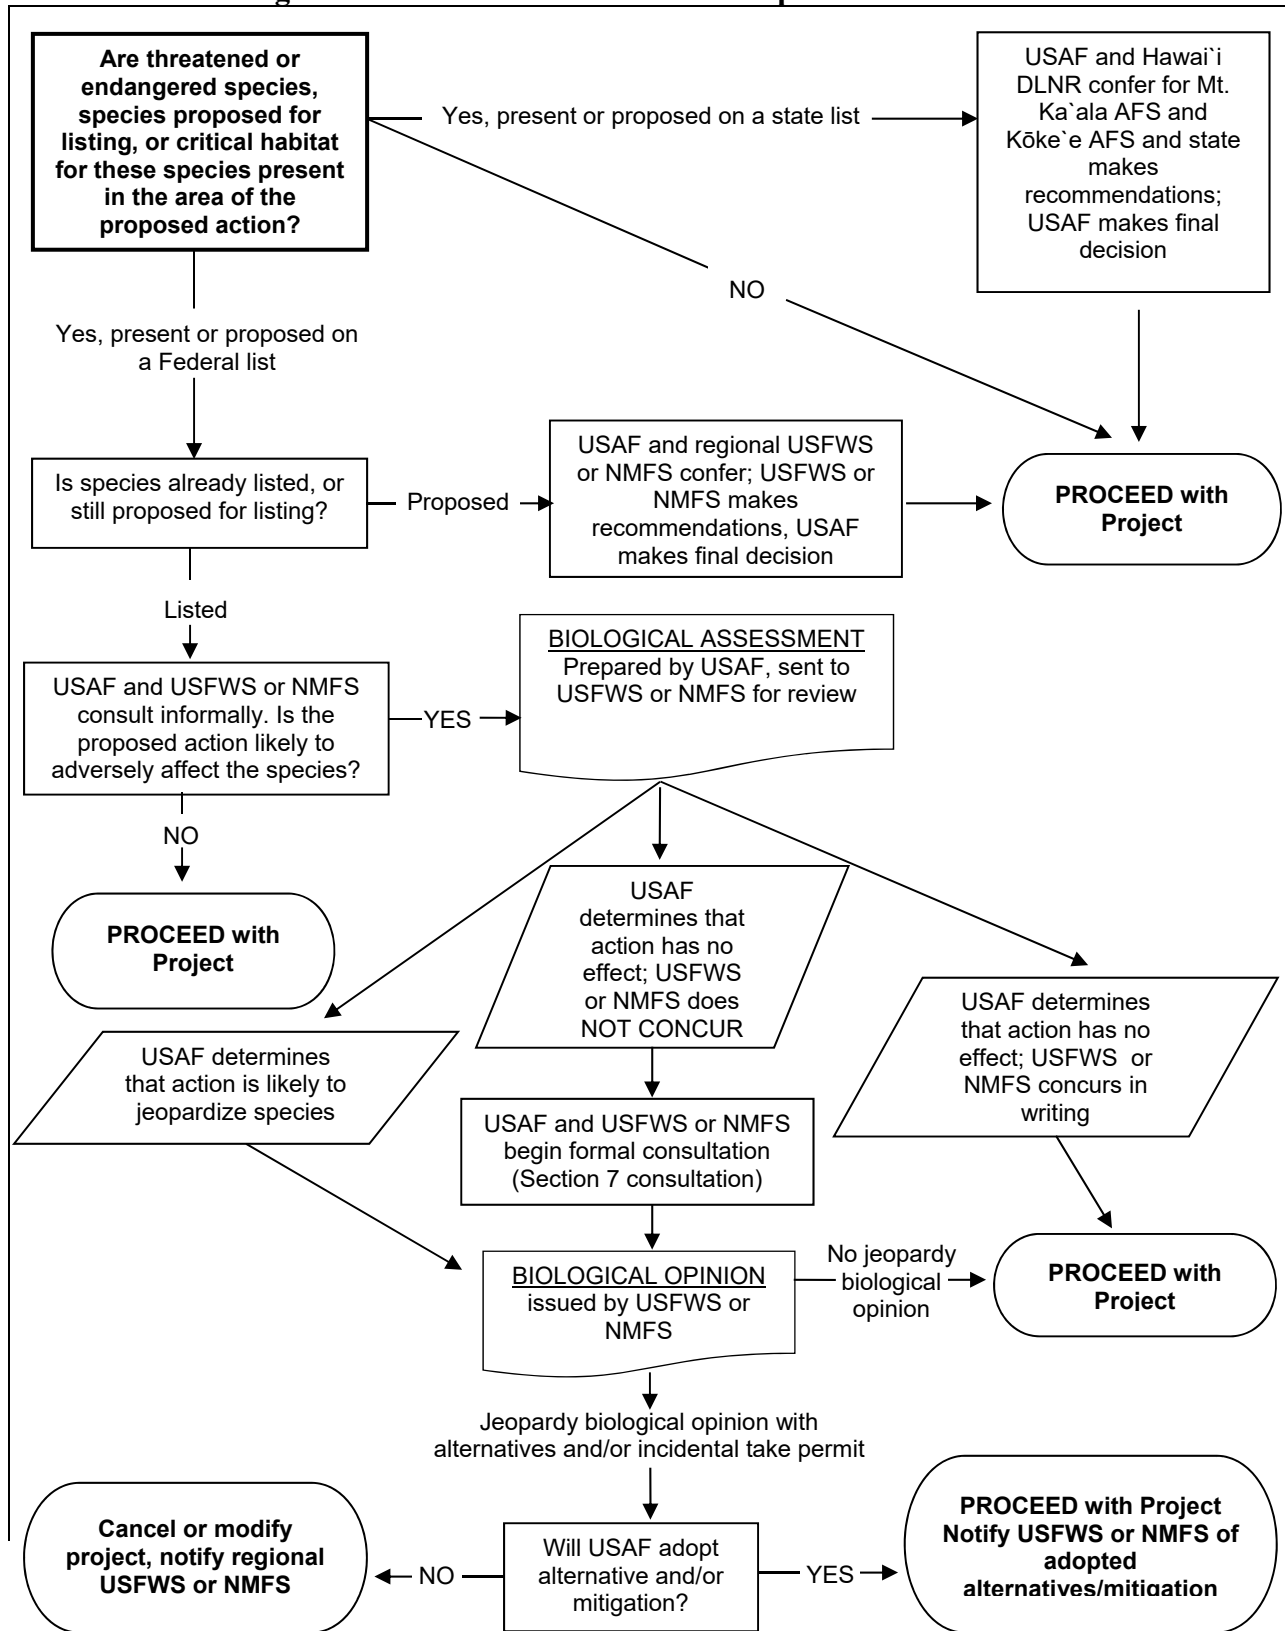 Are threatened or
endangered species,
species proposed for
listing, or critical habitat
for these species present
in the area of the
proposed action?
Yes, present or proposed on a state list
USAF and Hawai`i
DLNR confer for Mt.
Ka`ala AFS and
Kōke`e AFS and state
makes
recommendations;
USAF makes final
decision
NO
Yes, present or proposed on
a Federal list
Is species already listed, or
still proposed for listing?
Proposed
USAF and regional USFWS
or NMFS confer; USFWS or
NMFS makes
recommendations, USAF
makes final decision
PROCEED with
Project
Listed
USAF and USFWS or NMFS
consult informally. Is the
proposed action likely to
adversely affect the species?
YES
BIOLOGICAL ASSESSMENT
Prepared by USAF, sent to
USFWS or NMFS for review
NO
PROCEED with
Project
USAF
determines that
action has no
effect; USFWS
or NMFS does
NOT CONCUR
USAF determines
that action has no
effect; USFWS or
NMFS concurs in
writing
USAF determines
that action is likely to
jeopardize species
USAF and USFWS or NMFS
begin formal consultation
(Section 7 consultation)
BIOLOGICAL OPINION
issued by USFWS or
NMFS
No jeopardy
biological
opinion
PROCEED with
Project
Jeopardy biological opinion with
alternatives and/or incidental take permit
Cancel or modify
project, notify regional
USFWS or NMFS
NO
Will USAF adopt
alternative and/or
mitigation?
YES
PROCEED with Project
Notify USFWS or NMFS of
adopted
alternatives/mitigation